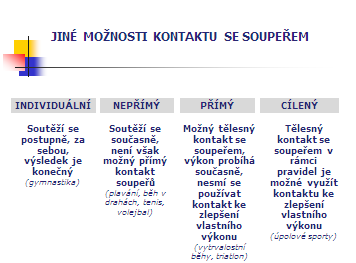 JINÉ MOŽNOSTI KONTAKTU SE SOUPEŘEM
INDIVIDUÁLNÍ
Soutěží se
postupně, za
sebou,
výsledek je
konečný
(gymnastika)
NEPŘÍMÝ
Soutěží se
současně,
není však
možný přímý
kontakt
soupeřů
(plavání, běh v
drahách, tenis,
volejbal)
PŘÍMÝ
Možný tělesný
kontakt se
soupeřem,
výkon probíhá
současně,
nesmí se
používat
kontakt ke
zlepšení
vlastního
výkonu
(vytrvalostní
běhy, triatlon)
CÍLENÝ
Tělesný
kontakt se
soupeřem v
rámci
pravidel je
možné využít
kontaktu ke
zlepšení
vlastního
výkonu
(úpolové sporty)